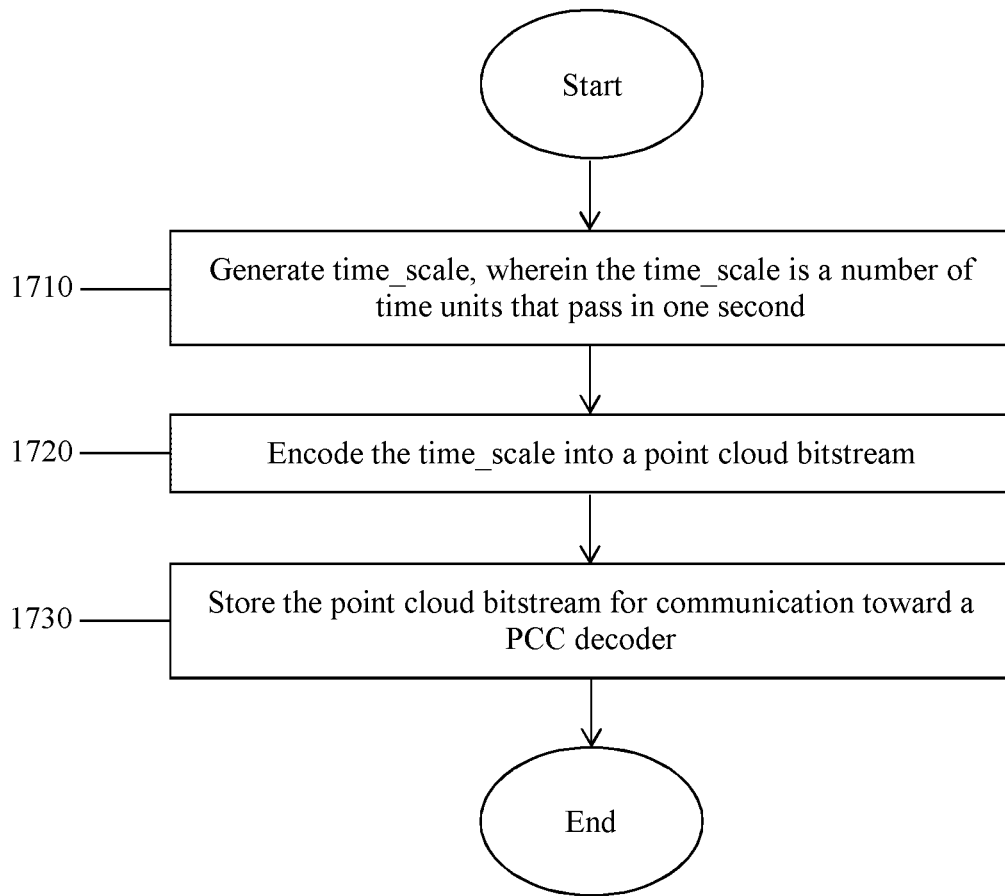 Start
1710
Generate time_scale, wherein the time_scale is a number of
time units that pass in one second
1720
Encode the time_scale into a point cloud bitstream
1730
Store the point cloud bitstream for communication toward a
PCC decoder
End